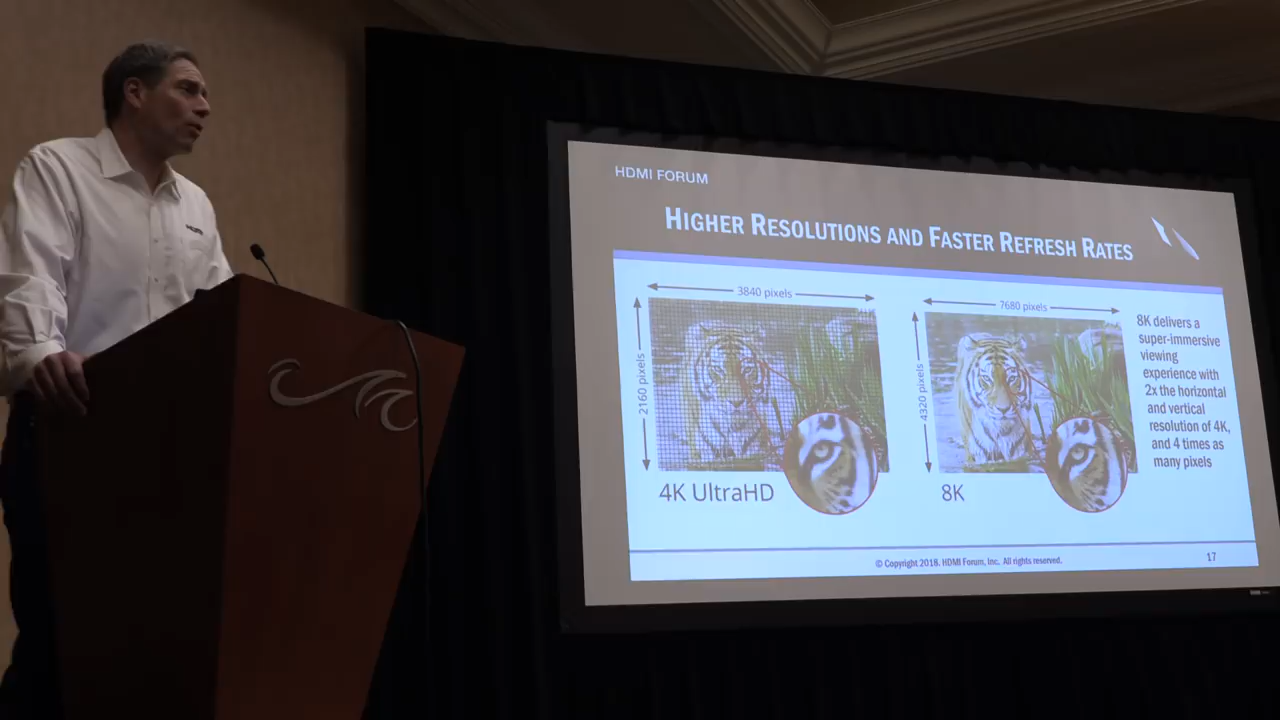 HDMI FORUM
HIGHER RESOLUTIONS AND FASTER REFRESH RATES
3840 pixels
2160 pixels
4K UltraHD
7680 pixels
4320 pixels
8K
8K delivers a
super-immersive
viewing
experience with
2x the horizontal
and vertical
resolution of 4K,
and 4 times as
many pixels
© Copyright 2018. HDMI Forum, Inc. All rights reserved.
17